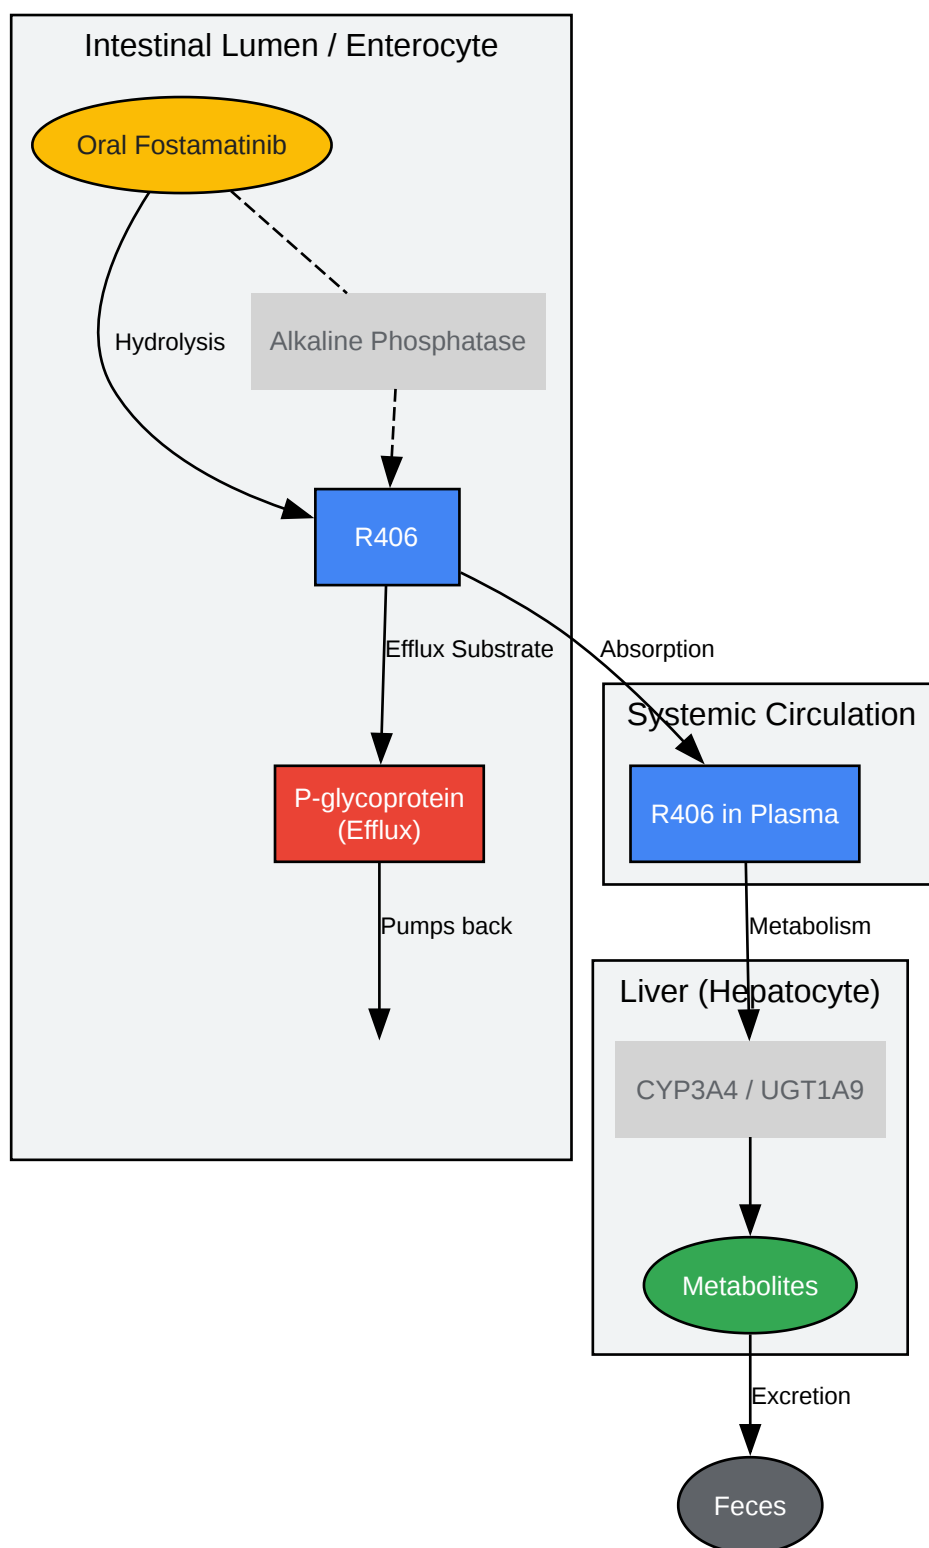 Intestinal Lumen / Enterocyte
Oral Fostamatinib
Hydrolysis
Alkaline Phosphatase
R406
Efflux Substrate
Absorption
Systemic Circulation
P-glycoprotein
(Efflux)
R406 in Plasma
Pumps back
Metabolism
Liver (Hepatocyte)
CYP3A4 / UGT1A9
Metabolites
Excretion
Feces